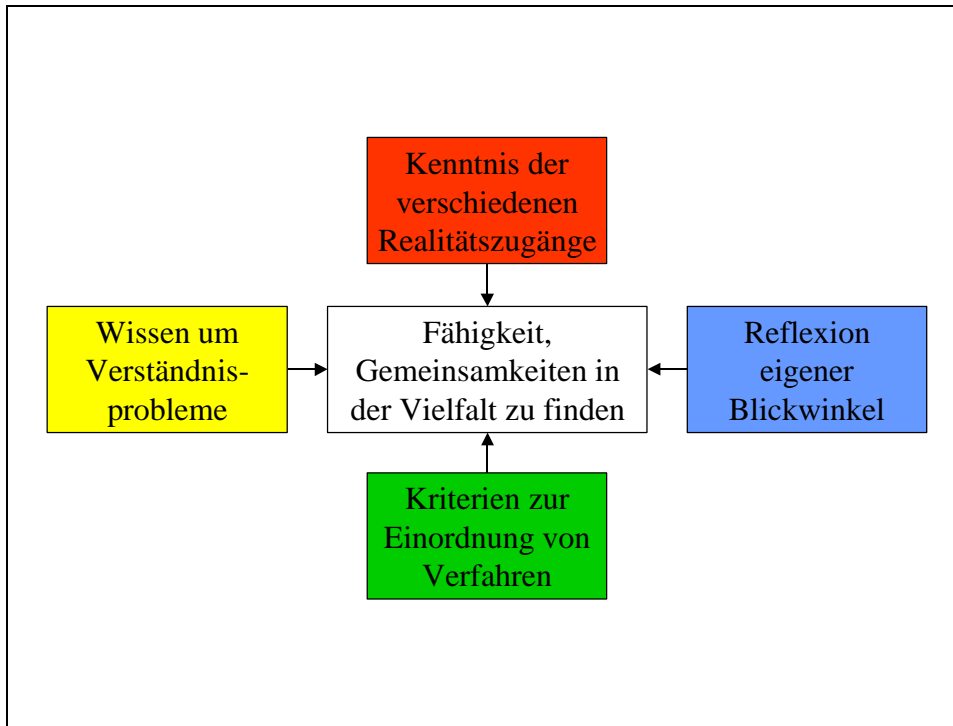 Kenntnis der
verschiedenen
Realitätszugänge
Wissen um
Verständnis-
probleme
Fähigkeit,
Gemeinsamkeiten in
der Vielfalt zu finden
Reflexion
eigener
Blickwinkel
Kriterien zur
Einordnung von
Verfahren